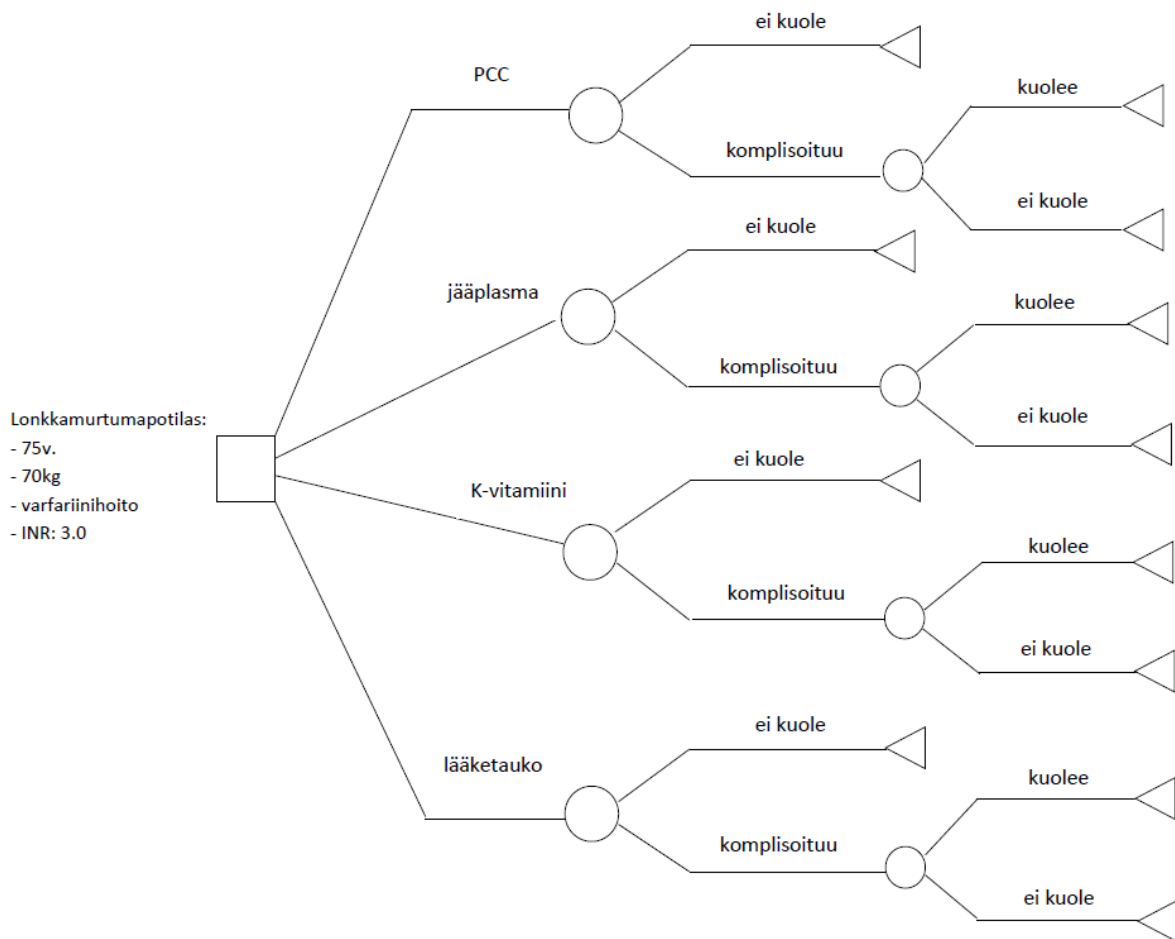 ei kuole
PCC
kuolee
komplisoituu
ei kuole
ei kuole
jääplasma
kuolee
komplisoituu
Lonkkamurtumapotilas:
- 75v.
- 70kg
- varfariinihoito
- INR: 3.0
ei kuole
ei kuole
K-vitamiini
kuolee
komplisoituu
ei kuole
ei kuole
lääketauko
kuolee
komplisoituu
ei kuole